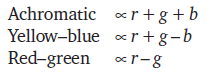 Achromatic ∝ r + g + b
Yellow–blue ∝ r + g – b
Red–green ∝ r – g